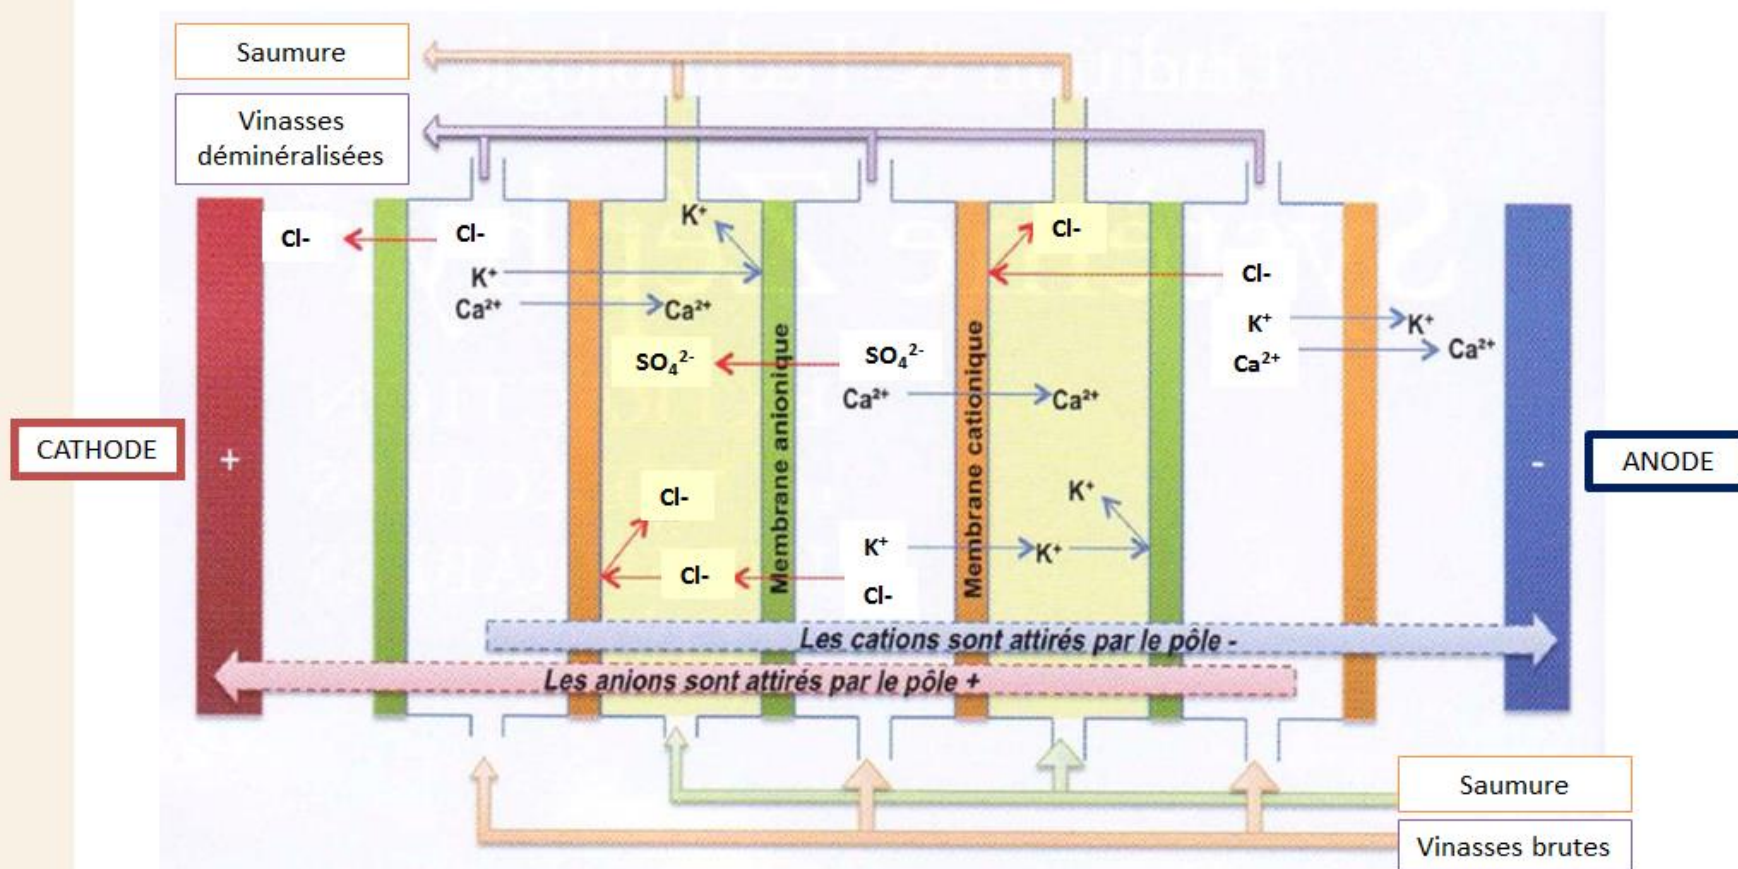 Saumure
Vinasses
déminéralisées
K⁺
Cl-
Cl-
Cl-
K⁺
Cl-
Ca²⁺
Ca²⁺
K⁺
K⁺
Ca²⁺
Ca²⁺
SO₄²⁻
SO₄²⁻
Ca²⁺
Ca²⁺
Membrane anionique
Membrane cationique
CATHODE
+
-
ANODE
Cl-
K⁺
K⁺
K⁺
Cl-
Cl-
Les cations sont attirés par le pôle -
Les anions sont attirés par le pôle +
Saumure
Vinasses brutes